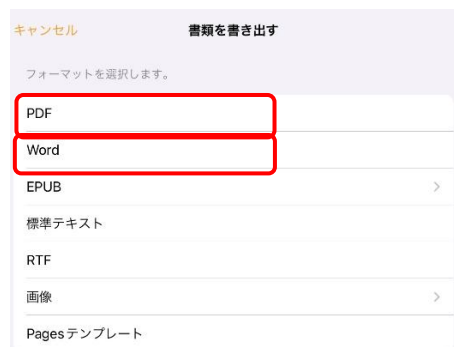 キャンセル 書類を書き出す
フォーマットを選択します。
PDF
Word
EPUB
標準テキスト
RTF
画像
Pagesテンプレート